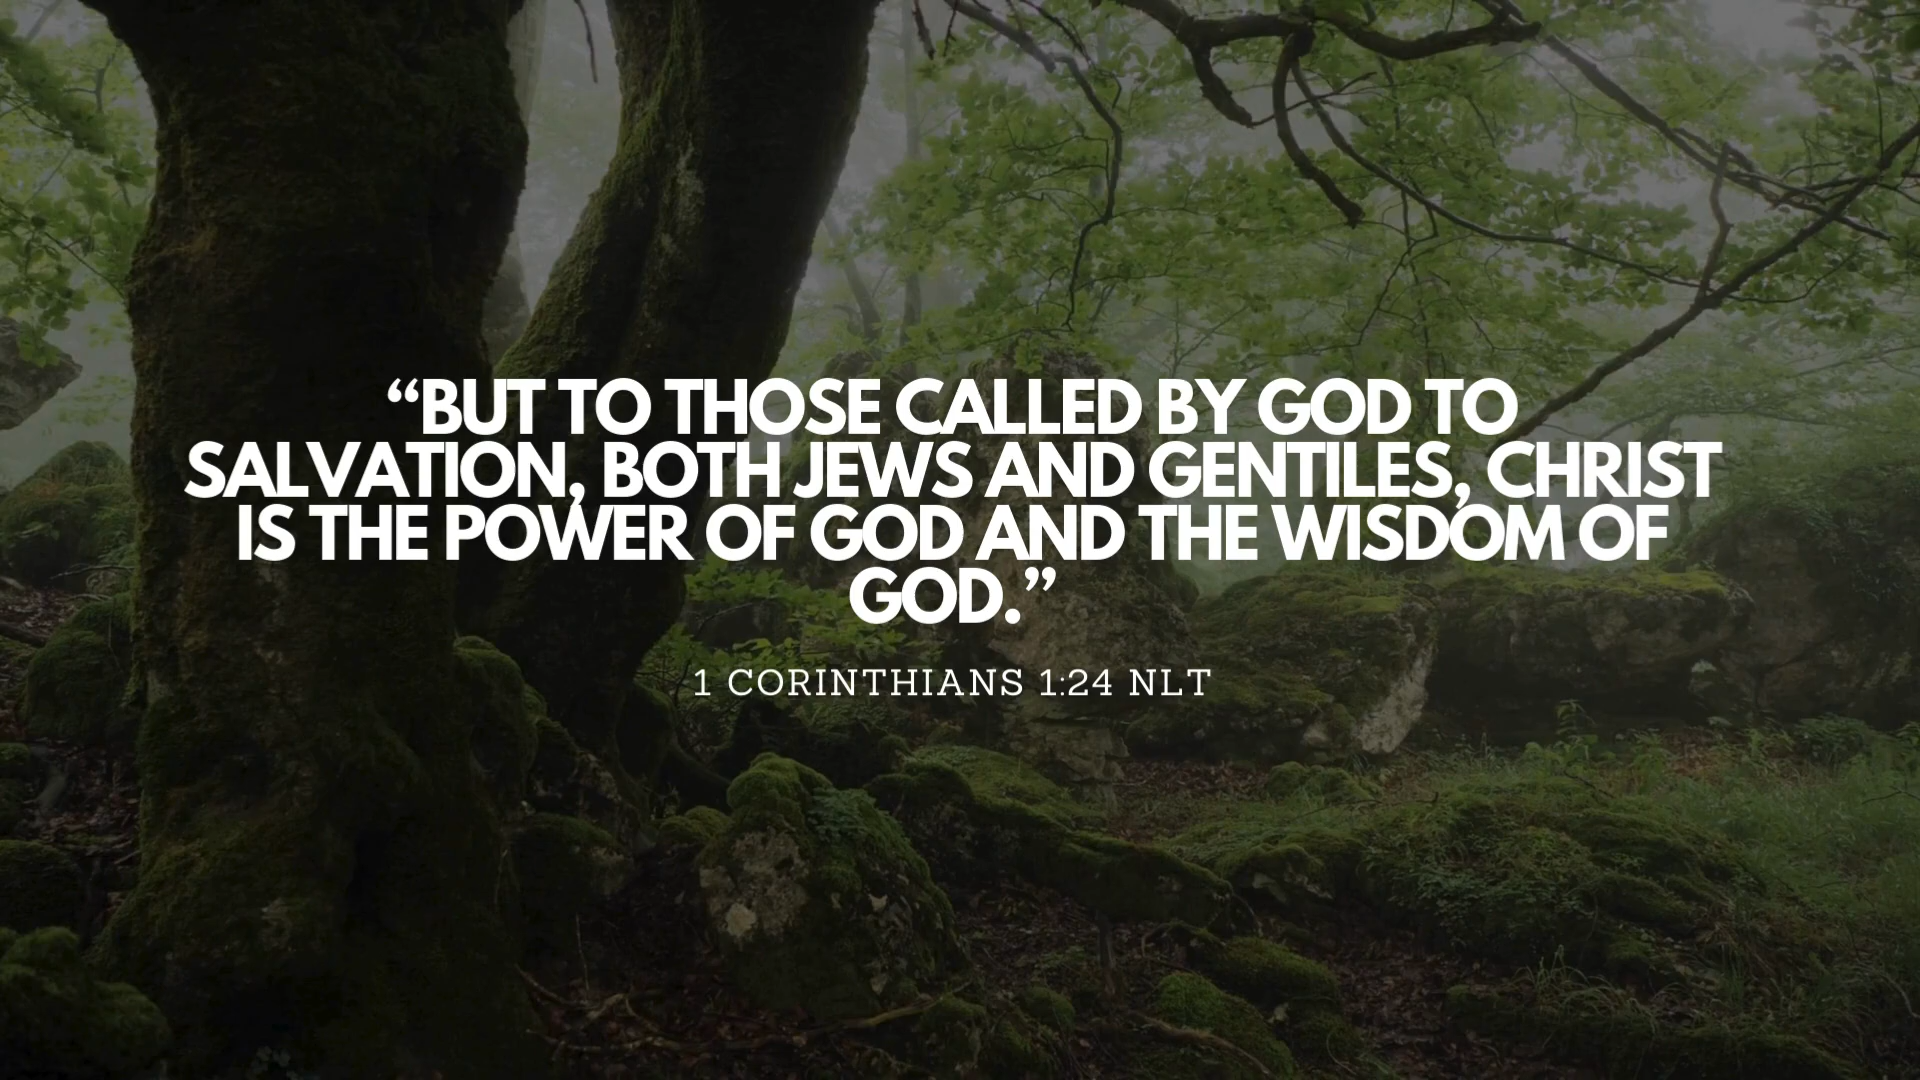 “BUT TO THOSE CALLED BY GOD TO
SALVATION, BOTH JEWS AND GENTILES, CHRIST
IS THE POWER OF GOD AND THE WISDOM OF
GOD.”
1 CORINTHIANS 1:24 NLT